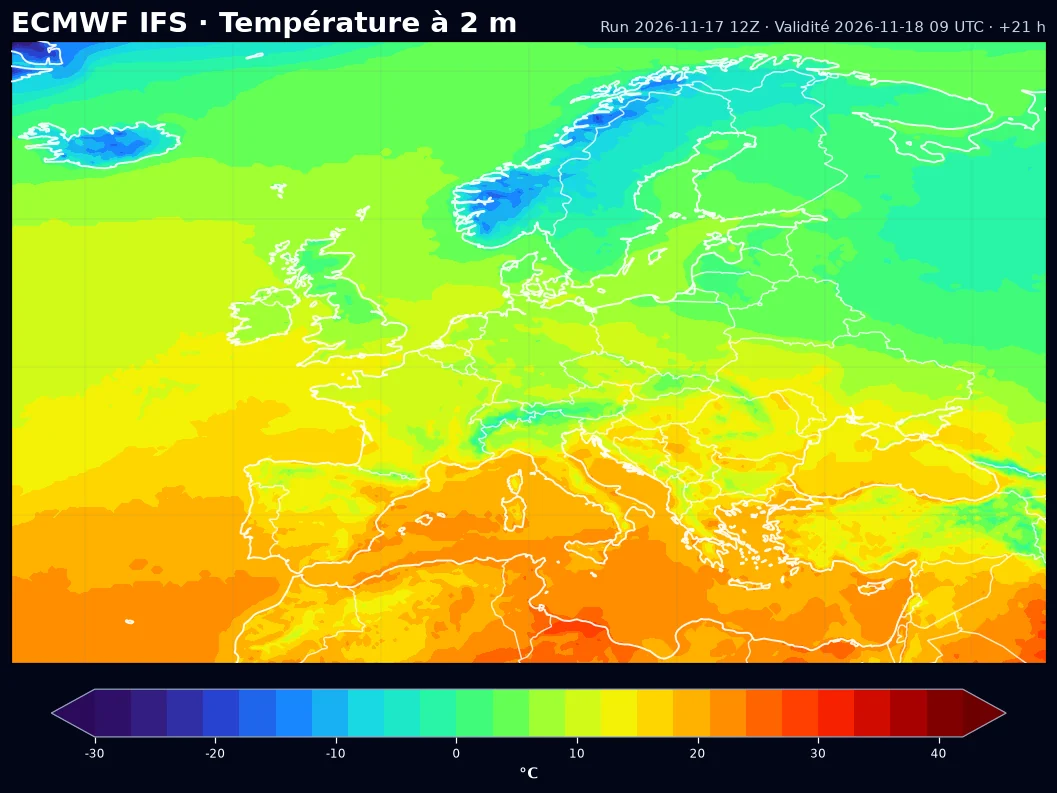 ECMWF IFS · Température à 2 m
Run 2026-11-17 12Z · Validité 2026-11-18 09 UTC · +21 h
-30 -20 -10 0 10 20 30 40
°C